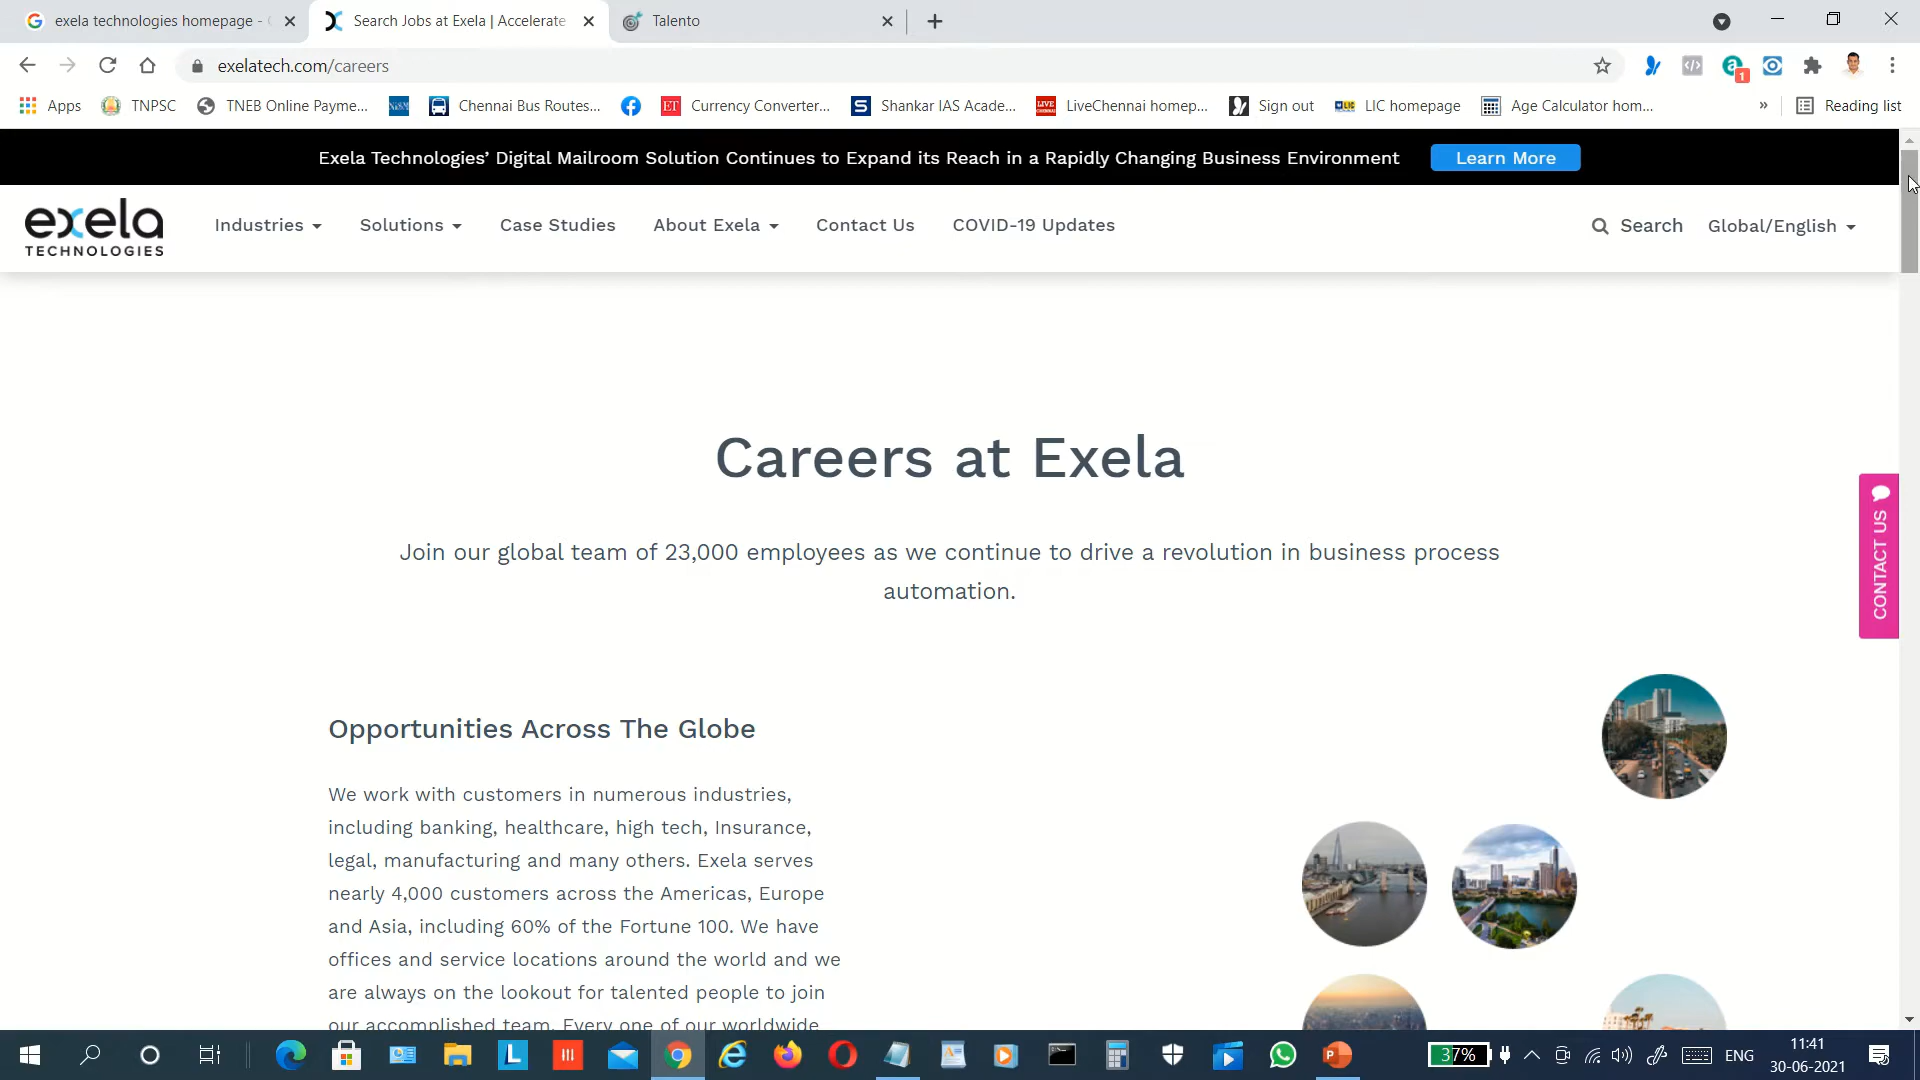 exela technologies homepage -
Search Jobs at Exela | Accelerate
Talento
exelatech.com/careers
1
Apps
TNPSC
TNEB Online Payme...
Chennai Bus Routes...
ET
Currency Converter...
S
Shankar IAS Acade...
LIVE
LiveChennai homep...
Sign out
LIC
LIC homepage
Age Calculator hom...
»
Reading list
Exela Technologies’ Digital Mailroom Solution Continues to Expand its Reach in a Rapidly Changing Business Environment
Learn More
exela
TECHNOLOGIES
Industries
Solutions
Case Studies
About Exela
Contact Us
COVID-19 Updates
Search
Global/English
Careers at Exela
Join our global team of 23,000 employees as we continue to drive a revolution in business process
automation.
CONTACT US
Opportunities Across The Globe
We work with customers in numerous industries,
including banking, healthcare, high tech, Insurance,
legal, manufacturing and many others. Exela serves
nearly 4,000 customers across the Americas, Europe
and Asia, including 60% of the Fortune 100. We have
offices and service locations around the world and we
are always on the lookout for talented people to join
our accomplished team. Every one of our worldwide
37%
ENG
11:41
30-06-2021